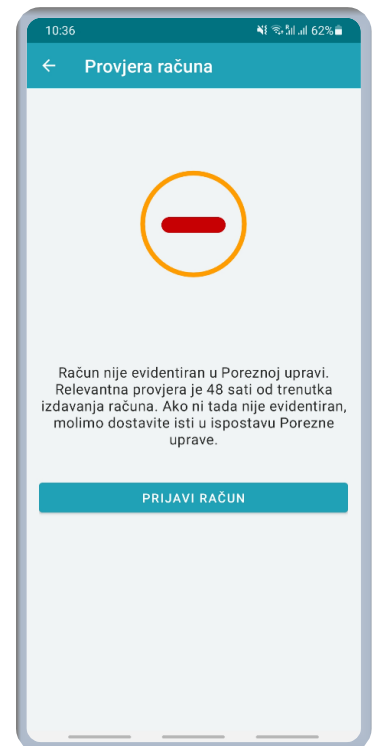 10:36 62%
Provjera računa
Račun nije evidentiran u Poreznoj upravi.
Relevantna provjera je 48 sati od trenutka
izdavanja računa. Ako ni tada nije evidentiran,
molimo dostavite isti u ispostavu Porezne
uprave.
PRIJAVI RAČUN